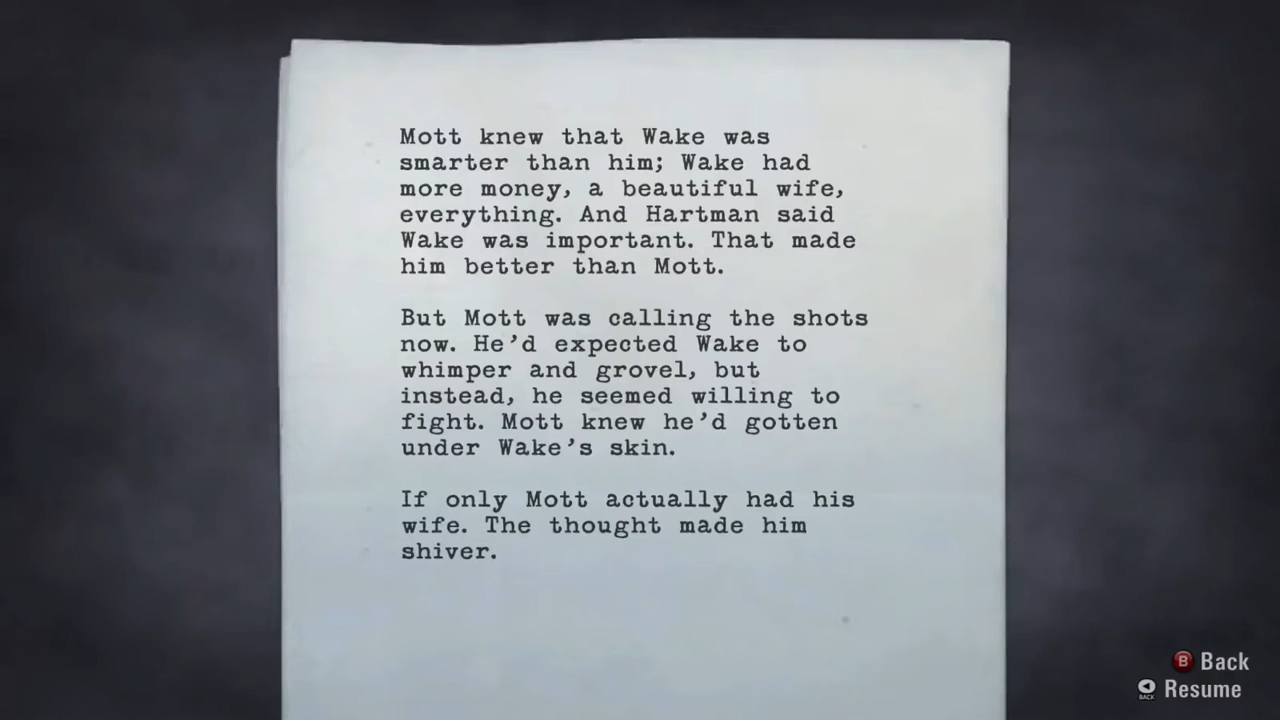 Mott knew that Wake was
smarter than him; Wake had
more money, a beautiful wife,
everything. And Hartman said
Wake was important. That made
him better than Mott.
But Mott was calling the shots
now. He’d expected Wake to
whimper and grovel, but
instead, he seemed willing to
fight. Mott knew he’d gotten
under Wake’s skin.
If only Mott actually had his
wife. The thought made him
shiver.
B Back
BACK Resume